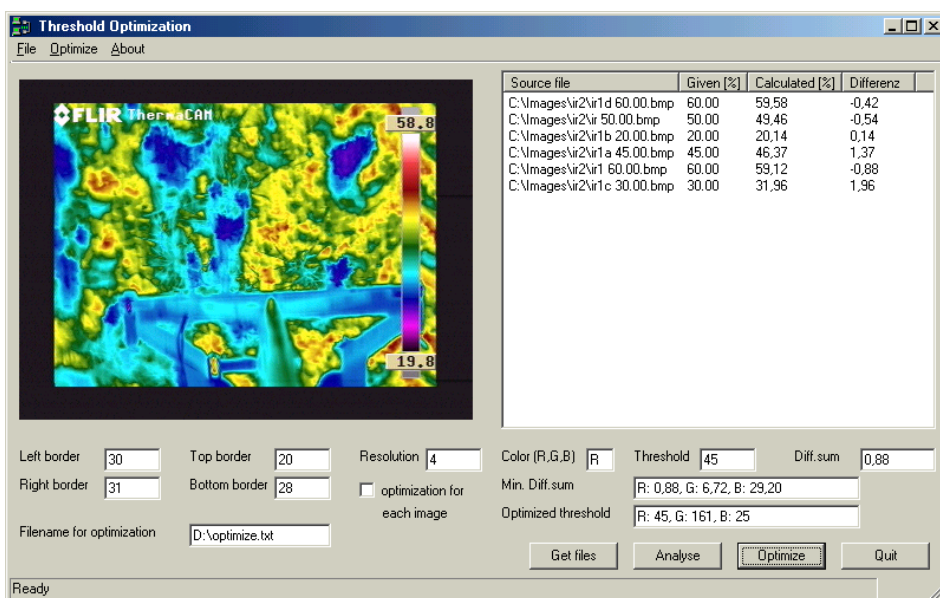 Threshold Optimization
File Optimize About
FLIR ThermaCAM
58.8
19.8
Source file Given [%] Calculated [%] Differenz
C:\Images\ir2\ir1d 60.00.bmp 60.00 59,58 -0,42
C:\Images\ir2\ir 50.00.bmp 50.00 49,46 -0,54
C:\Images\ir2\ir1b 20.00.bmp 20.00 20,14 0,14
C:\Images\ir2\ir1a 45.00.bmp 45.00 46,37 1,37
C:\Images\ir2\ir1 60.00.bmp 60.00 59,12 -0,88
C:\Images\ir2\ir1c 30.00.bmp 30.00 31,96 1,96
Left border 30 Top border 20 Resolution 4 Color (R,G,B) R Threshold 45 Diff.sum 0,88
Right border 31 Bottom border 28 optimization for each image Min. Diff.sum R: 0,88, G: 6,72, B: 29,20
Filename for optimization D:\optimize.txt Optimized threshold R: 45, G: 161, B: 25
Get files Analyse Optimize Quit
Ready